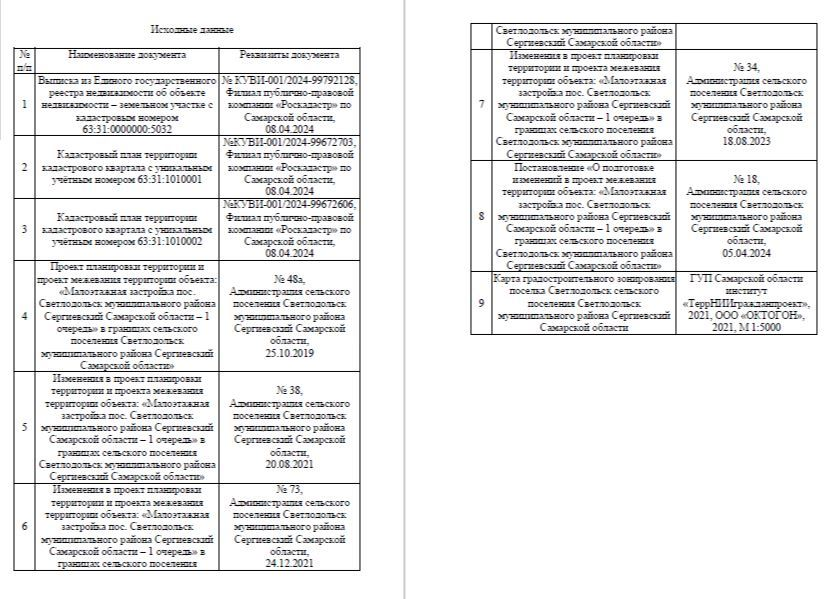 Исходные данные
№ п/п
Наименование документа
Реквизиты документа
1
Выписка из Единого государственного
реестра недвижимости об объекте
недвижимости – земельном участке с
кадастровым номером
63:31:0000000:5032
№ КУВИ-001/2024-99792128,
Филиал публично-правовой
компании «Роскадастр» по
Самарской области,
08.04.2024
2
Кадастровый план территории
кадастрового квартала с уникальным
учётным номером 63:31:1010001
№КУВИ-001/2024-99672703,
Филиал публично-правовой
компании «Роскадастр» по
Самарской области,
08.04.2024
3
Кадастровый план территории
кадастрового квартала с уникальным
учётным номером 63:31:1010002
№КУВИ-001/2024-99672606,
Филиал публично-правовой
компании «Роскадастр» по
Самарской области,
08.04.2024
4
Проект планировки территории и
проект межевания территории объекта:
«Малоэтажная застройка пос.
Светлодольск муниципального района
Сергиевский Самарской области – 1
очередь» в границах сельского
поселения Светлодольск
муниципального района Сергиевский
Самарской области»
№ 48а,
Администрация сельского
поселения Светлодольск
муниципального района
Сергиевский Самарской
области,
25.10.2019
5
Изменения в проект планировки
территории и проекта межевания
территории объекта: «Малоэтажная
застройка пос. Светлодольск
муниципального района Сергиевский
Самарской области – 1 очередь» в
границах сельского поселения
Светлодольск муниципального района
Сергиевский Самарской области»
№ 38,
Администрация сельского
поселения Светлодольск
муниципального района
Сергиевский Самарской
области,
20.08.2021
6
Изменения в проект планировки
территории и проекта межевания
территории объекта: «Малоэтажная
застройка пос. Светлодольск
муниципального района Сергиевский
Самарской области – 1 очередь» в
границах сельского поселения
№ 73,
Администрация сельского
поселения Светлодольск
муниципального района
Сергиевский Самарской
области,
24.12.2021
Светлодольск муниципального района
Сергиевский Самарской области»
7
Изменения в проект планировки
территории и проекта межевания
территории объекта: «Малоэтажная
застройка пос. Светлодольск
муниципального района Сергиевский
Самарской области – 1 очередь» в
границах сельского поселения
Светлодольск муниципального района
Сергиевский Самарской области»
№ 34,
Администрация сельского
поселения Светлодольск
муниципального района
Сергиевский Самарской
области,
18.08.2023
8
Постановление «О подготовке
изменений в проект межевания
территории объекта: «Малоэтажная
застройка пос. Светлодольск
муниципального района Сергиевский
Самарской области – 1 очередь» в
границах сельского поселения
Светлодольск муниципального района
Сергиевский Самарской области»
№ 18,
Администрация сельского
поселения Светлодольск
муниципального района
Сергиевский Самарской
области,
05.04.2024
9
Карта градостроительного зонирования
поселка Светлодольск сельского
поселения Светлодольск
муниципального района Сергиевский
Самарской области
ГУП Самарской области
институт
«ТеррНИИгражданпроект»,
2021, ООО «ОКТОГОН»,
2021, М 1:5000